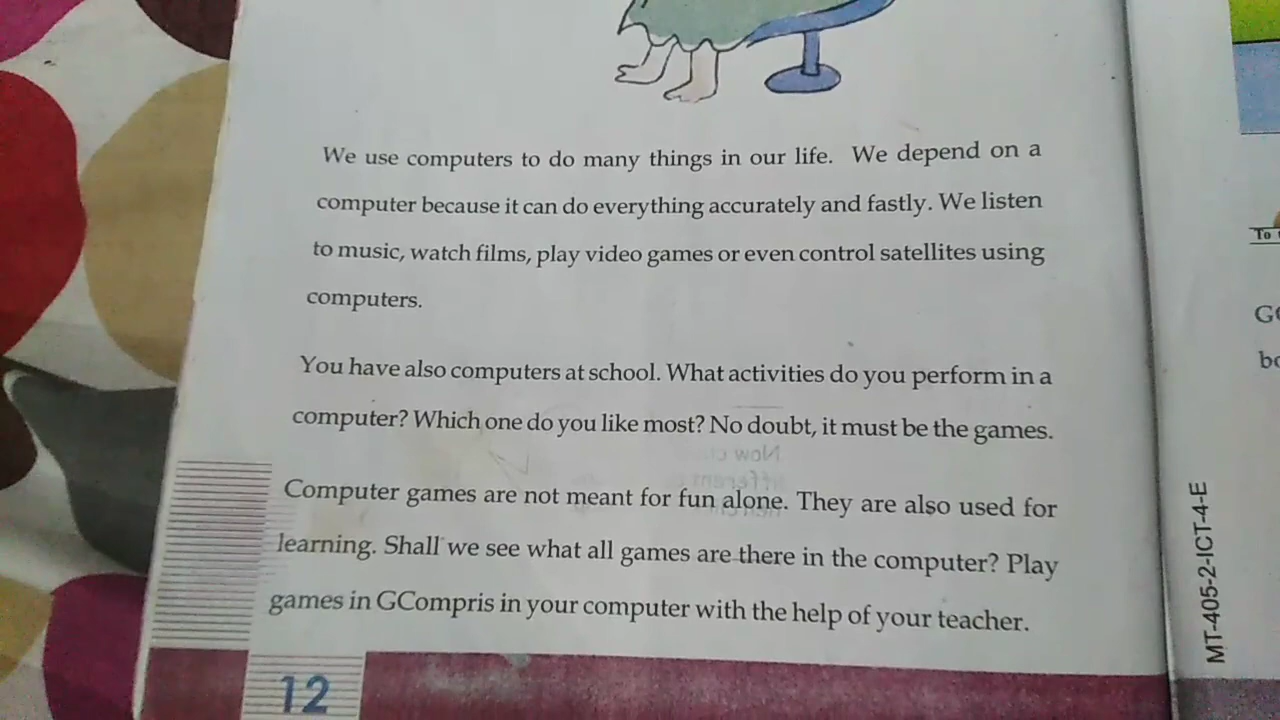 We use computers to do many things in our life. We depend on a
computer because it can do everything accurately and fastly. We listen
to music, watch films, play video games or even control satellites using
computers.
You have also computers at school. What activities do you perform in a
computer? Which one do you like most? No doubt, it must be the games.
Computer games are not meant for fun alone. They are also used for
learning. Shall we see what all games are there in the computer? Play
games in GCompris in your computer with the help of your teacher.
12
MT-405-2-ICT-4-E
To